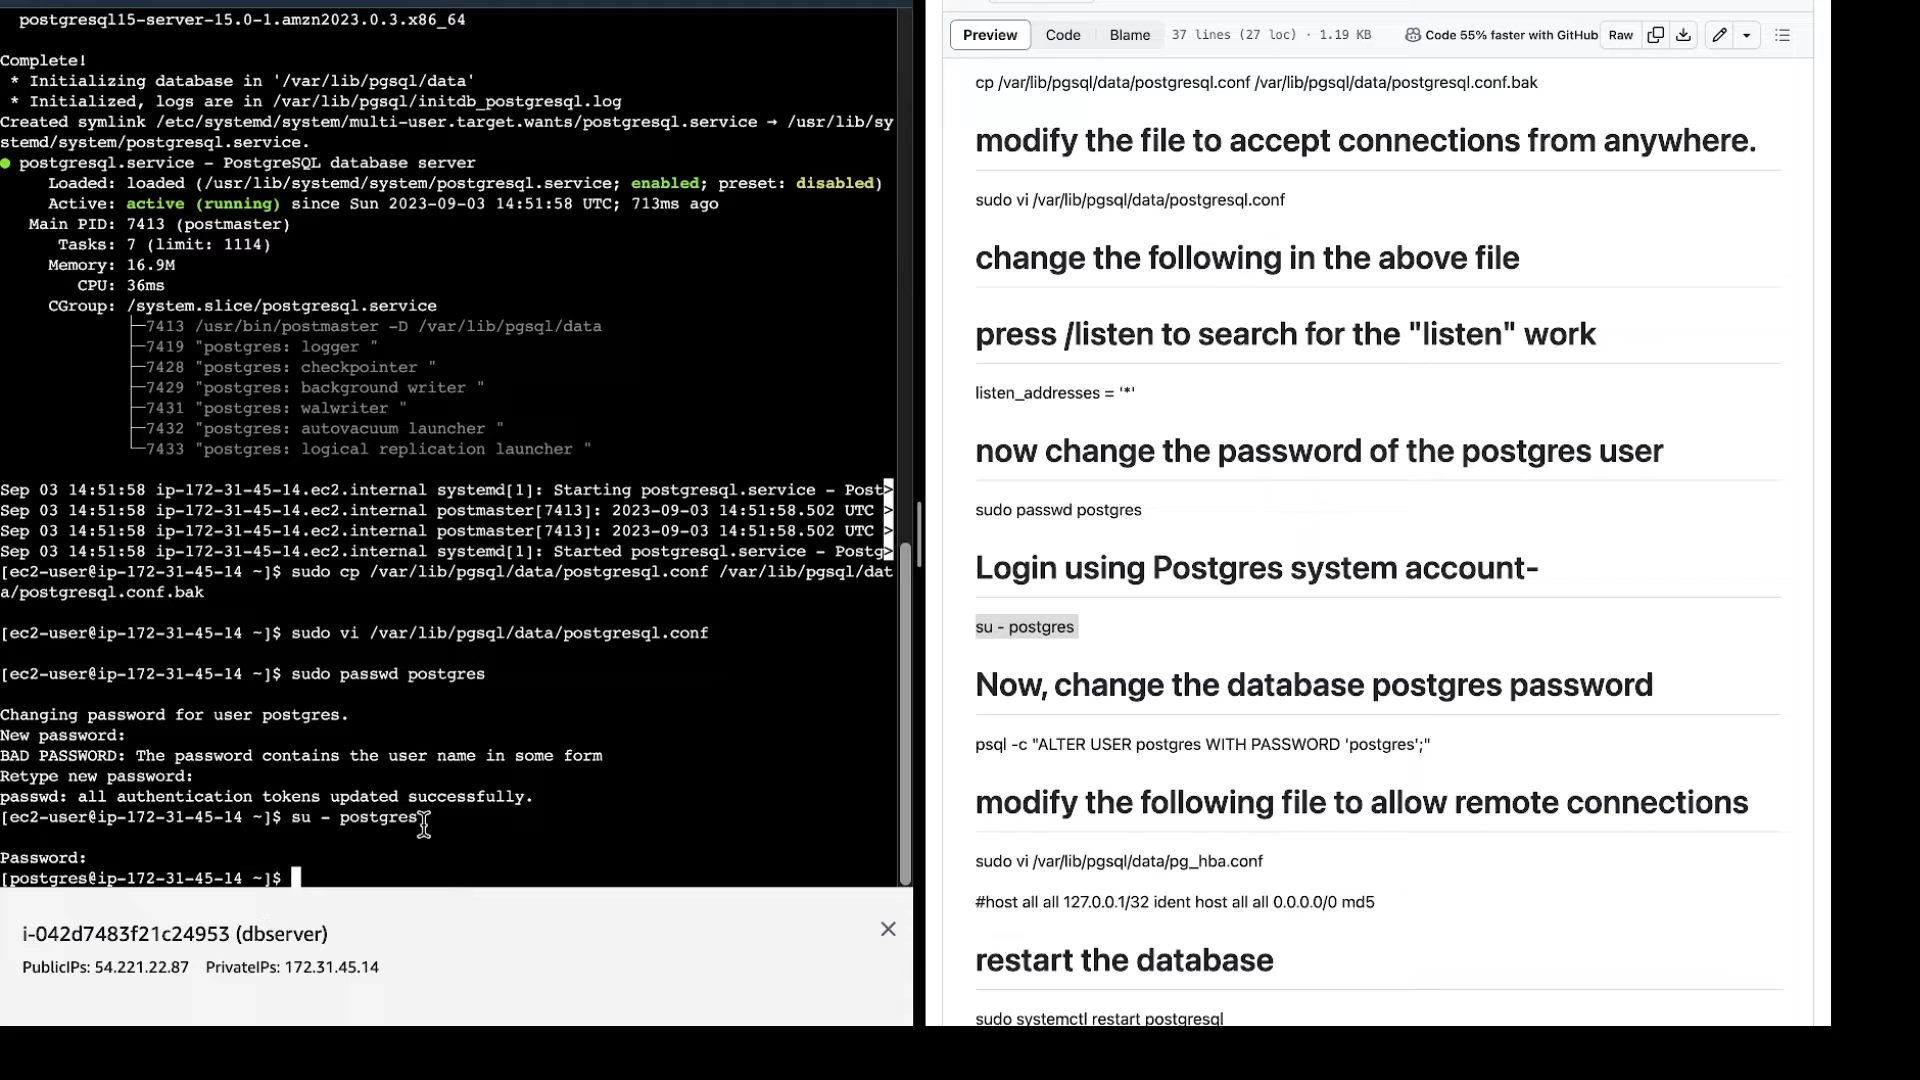 postgresql15-server-15.0-1.amzn2023.0.3.x86_64
Complete!
* Initializing database in '/var/lib/pgsql/data'
* Initialized, logs are in /var/lib/pgsql/initdb_postgresql.log
Created symlink /etc/systemd/system/multi-user.target.wants/postgresql.service → /usr/lib/sy
stemd/system/postgresql.service.
● postgresql.service - PostgreSQL database server
Loaded: loaded (/usr/lib/systemd/system/postgresql.service; enabled; preset: disabled)
Active: active (running) since Sun 2023-09-03 14:51:58 UTC; 713ms ago
Main PID: 7413 (postmaster)
Tasks: 7 (limit: 1114)
Memory: 16.9M
CPU: 36ms
CGroup: /system.slice/postgresql.service
├─7413 /usr/bin/postmaster -D /var/lib/pgsql/data
├─7419 "postgres: logger "
├─7428 "postgres: checkpointer "
├─7429 "postgres: background writer "
├─7431 "postgres: walwriter "
├─7432 "postgres: autovacuum launcher "
└─7433 "postgres: logical replication launcher "
Sep 03 14:51:58 ip-172-31-45-14.ec2.internal systemd[1]: Starting postgresql.service - Post>
Sep 03 14:51:58 ip-172-31-45-14.ec2.internal postmaster[7413]: 2023-09-03 14:51:58.502 UTC >
Sep 03 14:51:58 ip-172-31-45-14.ec2.internal postmaster[7413]: 2023-09-03 14:51:58.502 UTC >
Sep 03 14:51:58 ip-172-31-45-14.ec2.internal systemd[1]: Started postgresql.service - Postg>
[ec2-user@ip-172-31-45-14 ~]$ sudo cp /var/lib/pgsql/data/postgresql.conf /var/lib/pgsql/dat
a/postgresql.conf.bak
[ec2-user@ip-172-31-45-14 ~]$ sudo vi /var/lib/pgsql/data/postgresql.conf
[ec2-user@ip-172-31-45-14 ~]$ sudo passwd postgres
Changing password for user postgres.
New password:
BAD PASSWORD: The password contains the user name in some form
Retype new password:
passwd: all authentication tokens updated successfully.
[ec2-user@ip-172-31-45-14 ~]$ su - postgres
Password:
[postgres@ip-172-31-45-14 ~]$
i-042d7483f21c24953 (dbserver)
PublicIPs: 54.221.22.87 PrivateIPs: 172.31.45.14
Preview Code Blame 37 lines (27 loc) · 1.19 KB Code 55% faster with GitHub Raw
cp /var/lib/pgsql/data/postgresql.conf /var/lib/pgsql/data/postgresql.conf.bak
modify the file to accept connections from anywhere.
sudo vi /var/lib/pgsql/data/postgresql.conf
change the following in the above file
press /listen to search for the "listen" work
listen_addresses = '*'
now change the password of the postgres user
sudo passwd postgres
Login using Postgres system account-
su - postgres
Now, change the database postgres password
psql -c "ALTER USER postgres WITH PASSWORD 'postgres';"
modify the following file to allow remote connections
sudo vi /var/lib/pgsql/data/pg_hba.conf
#host all all 127.0.0.1/32 ident host all all 0.0.0.0/0 md5
restart the database
sudo systemctl restart postgresql